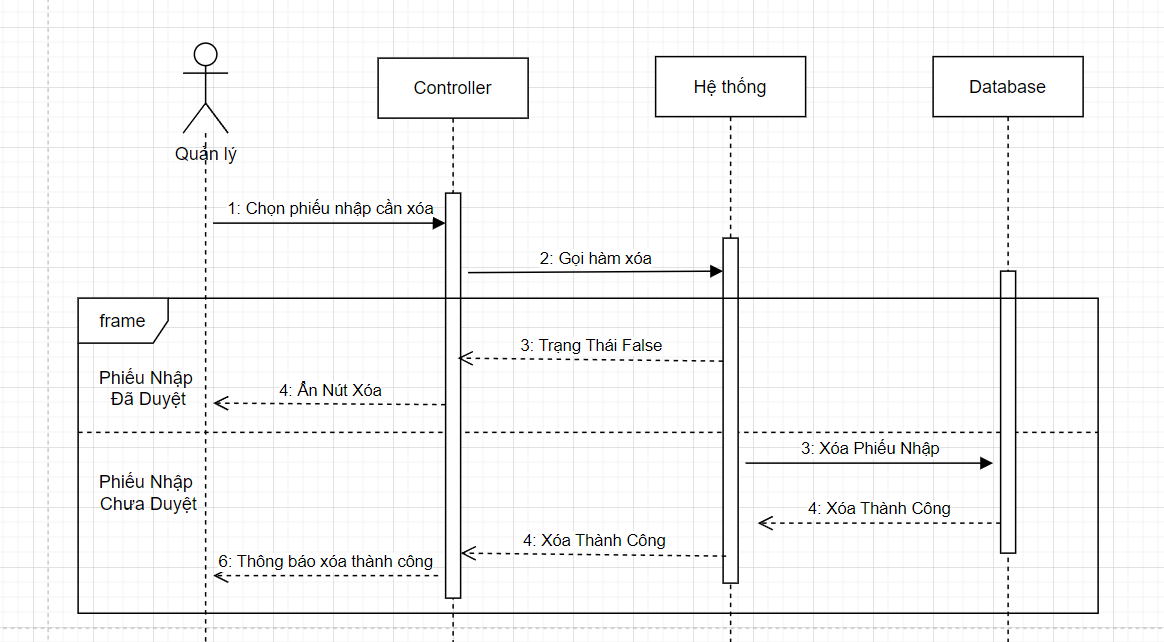 Controller
Hệ thống
Database
Quản lý
1: Chọn phiếu nhập cần xóa
2: Gọi hàm xóa
frame
3: Trạng Thái False
Phiếu Nhập
Đã Duyệt
4: Ẩn Nút Xóa
3: Xóa Phiếu Nhập
Phiếu Nhập
Chưa Duyệt
4: Xóa Thành Công
4: Xóa Thành Công
6: Thông báo xóa thành công